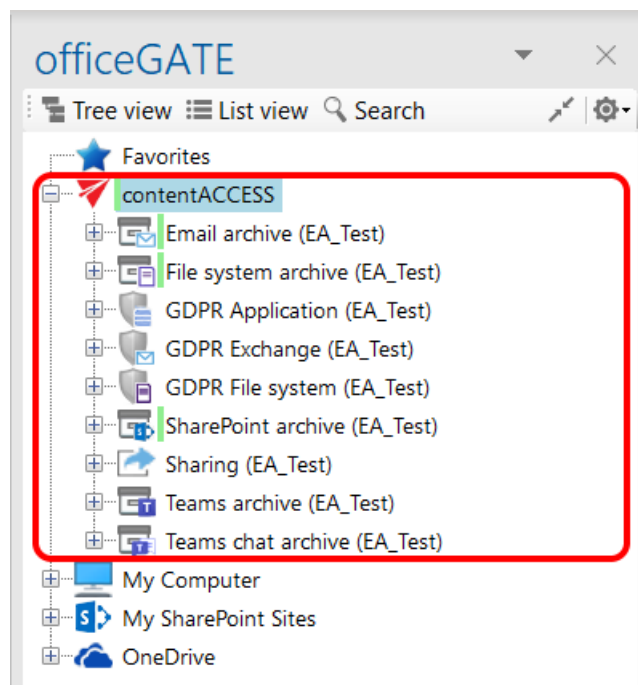 officeGATE
Tree view List view Search
Favorites
contentACCESS
Email archive (EA_Test)
File system archive (EA_Test)
GDPR Application (EA_Test)
GDPR Exchange (EA_Test)
GDPR File system (EA_Test)
SharePoint archive (EA_Test)
Sharing (EA_Test)
Teams archive (EA_Test)
Teams chat archive (EA_Test)
My Computer
My SharePoint Sites
OneDrive